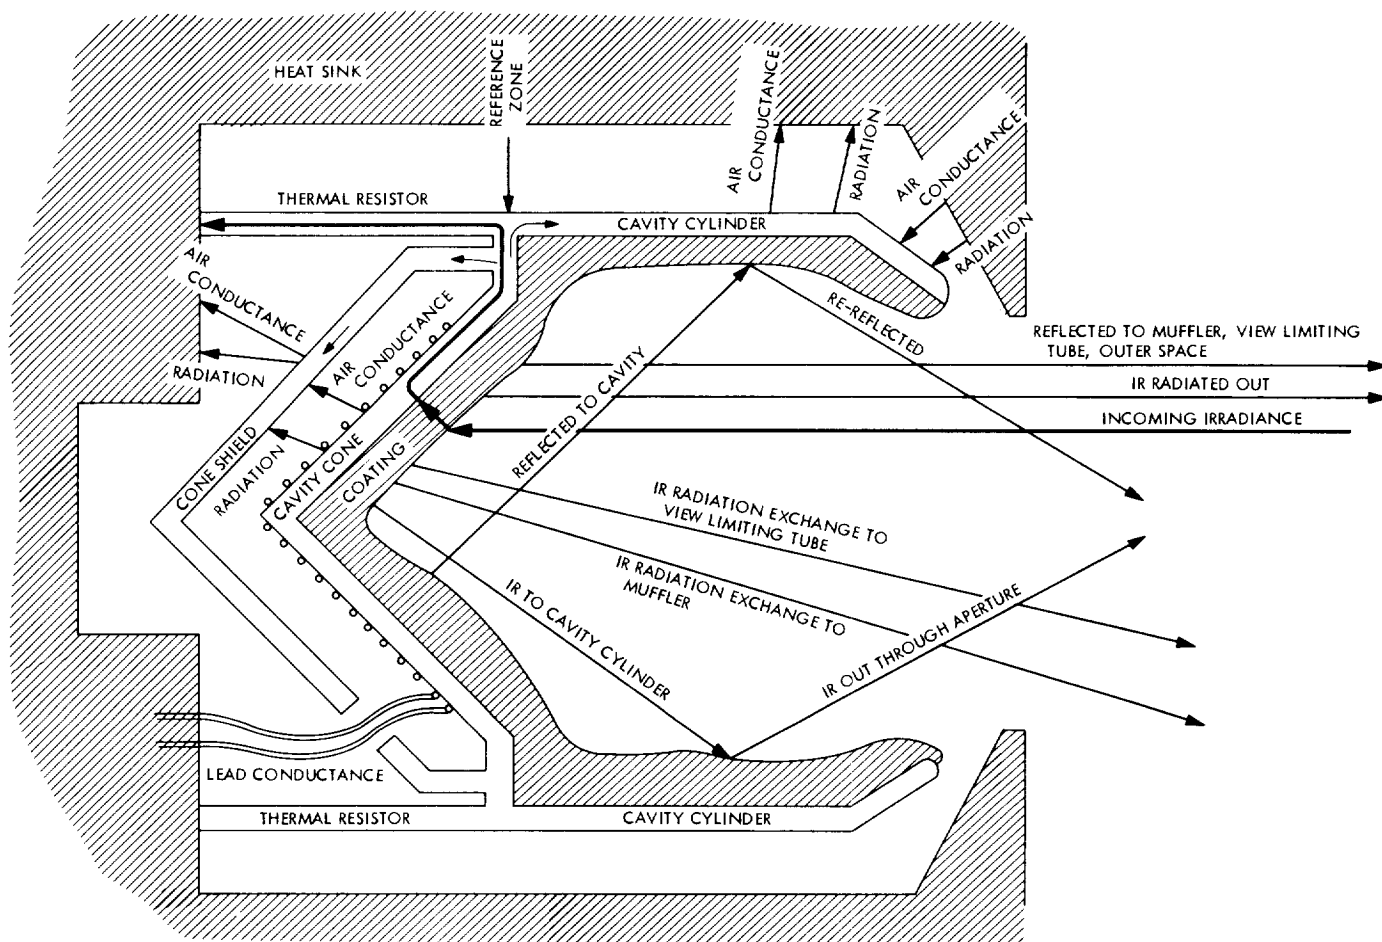 HEAT SINK
REFERENCE
ZONE
AIR
CONDUCTANCE
RADIATION
AIR
CONDUCTANCE
RADIATION
THERMAL RESISTOR
CAVITY CYLINDER
AIR
CONDUCTANCE
RADIATION
AIR
CONDUCTANCE
RE-REFLECTED
REFLECTED TO MUFFLER, VIEW LIMITING
TUBE, OUTER SPACE
IR RADIATED OUT
INCOMING IRRADIANCE
REFLECTED TO CAVITY
CONE SHIELD
RADIATION
CAVITY CONE
COATING
IR RADIATION EXCHANGE TO
VIEW LIMITING TUBE
IR RADIATION EXCHANGE TO
MUFFLER
IR TO CAVITY CYLINDER
IR OUT THROUGH APERTURE
LEAD CONDUCTANCE
THERMAL RESISTOR
CAVITY CYLINDER